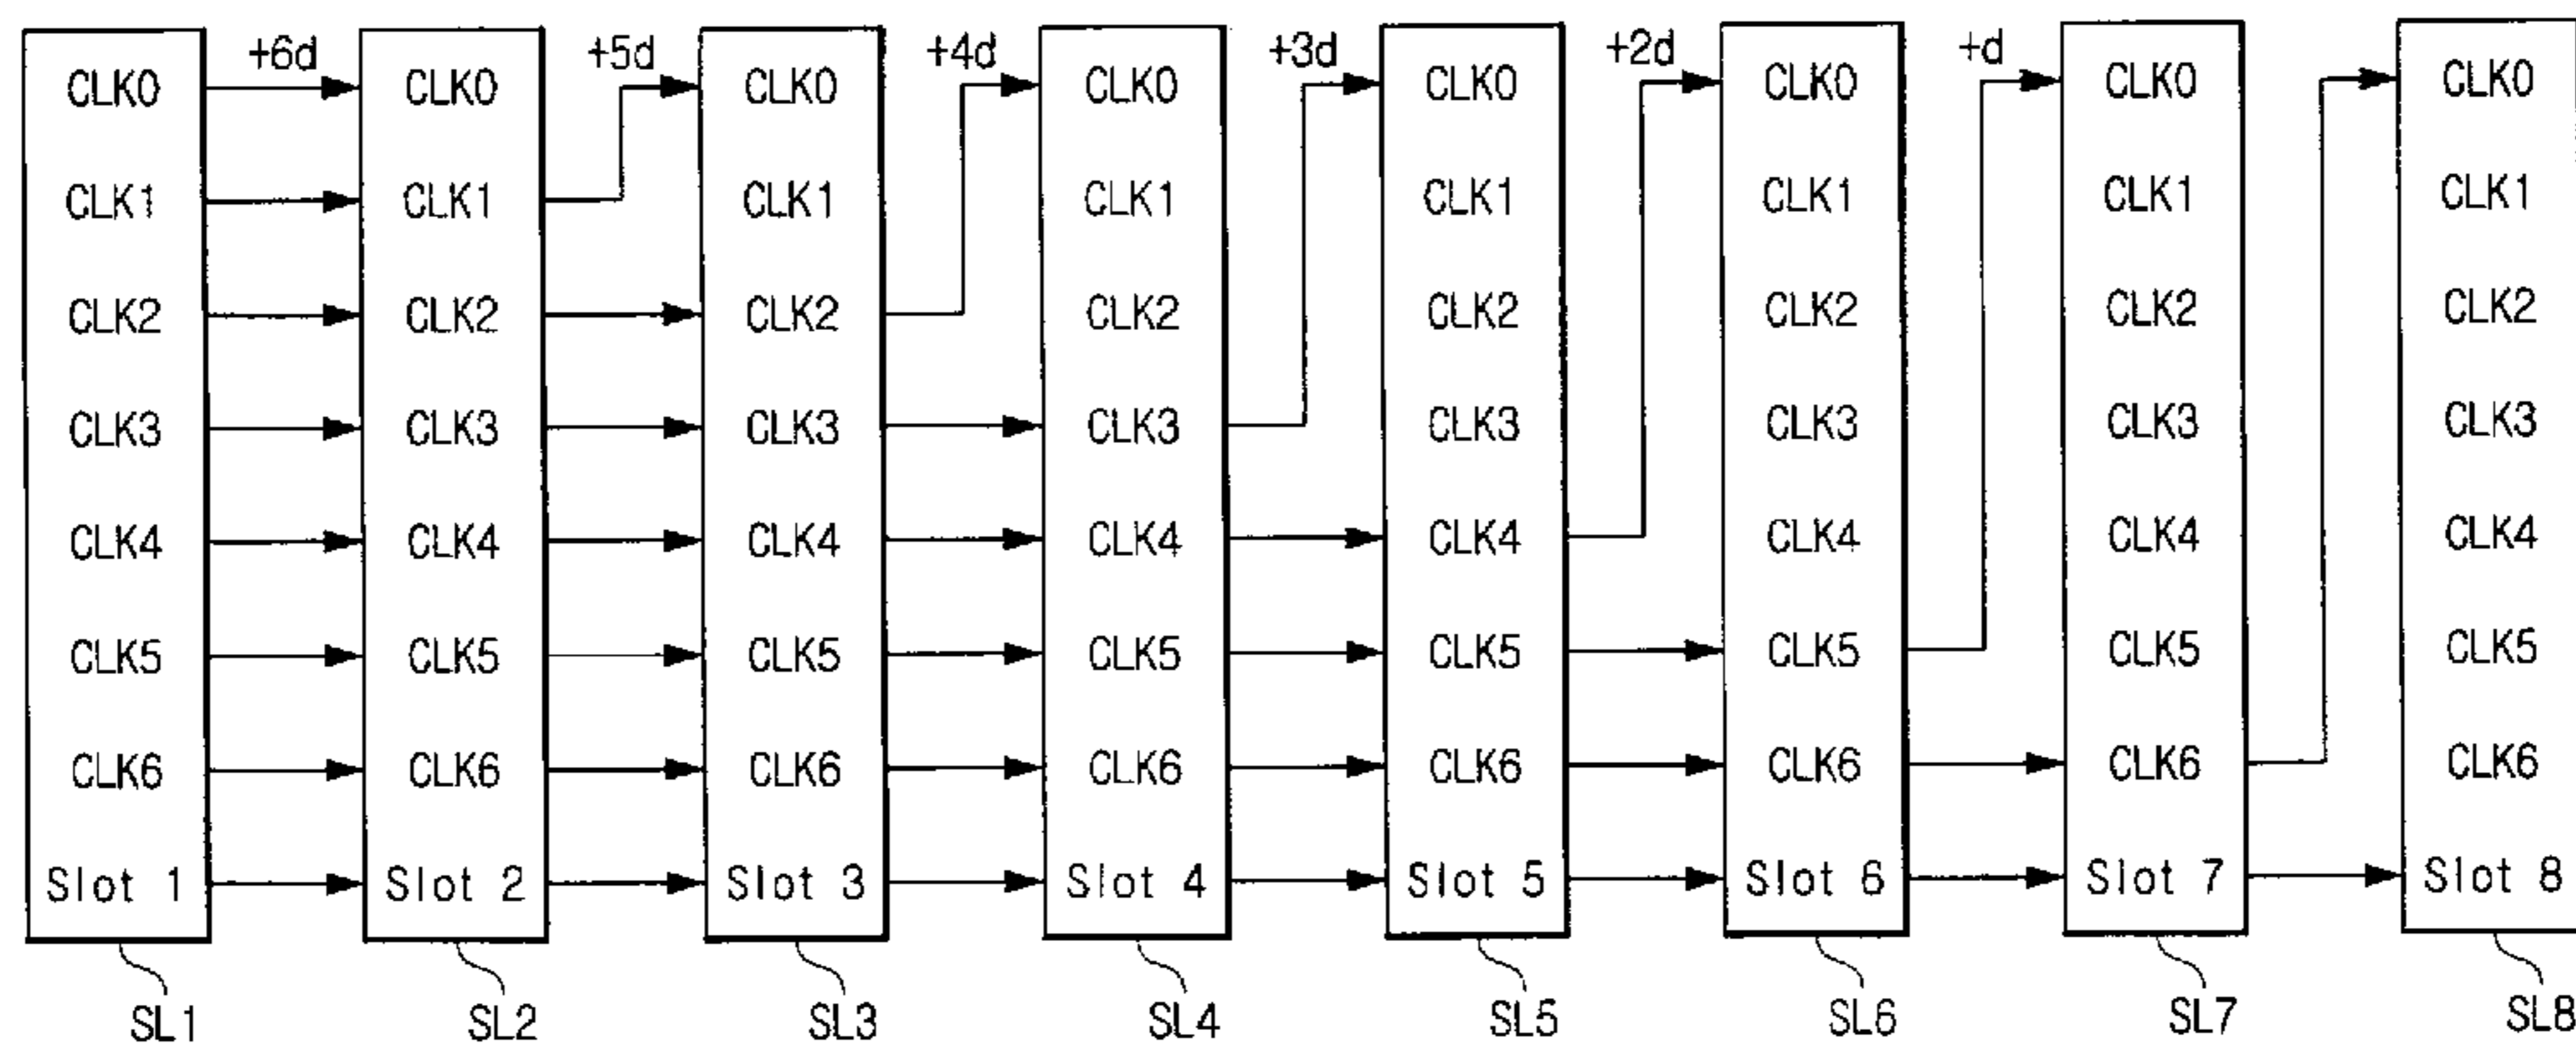 +6d +5d +4d +3d +2d +d
CLK0 CLK0 CLK0 CLK0 CLK0 CLK0 CLK0 CLK0
CLK1 CLK1 CLK1 CLK1 CLK1 CLK1 CLK1 CLK1
CLK2 CLK2 CLK2 CLK2 CLK2 CLK2 CLK2 CLK2
CLK3 CLK3 CLK3 CLK3 CLK3 CLK3 CLK3 CLK3
CLK4 CLK4 CLK4 CLK4 CLK4 CLK4 CLK4 CLK4
CLK5 CLK5 CLK5 CLK5 CLK5 CLK5 CLK5 CLK5
CLK6 CLK6 CLK6 CLK6 CLK6 CLK6 CLK6 CLK6
Slot 1 Slot 2 Slot 3 Slot 4 Slot 5 Slot 6 Slot 7 Slot 8
SL1 SL2 SL3 SL4 SL5 SL6 SL7 SL8